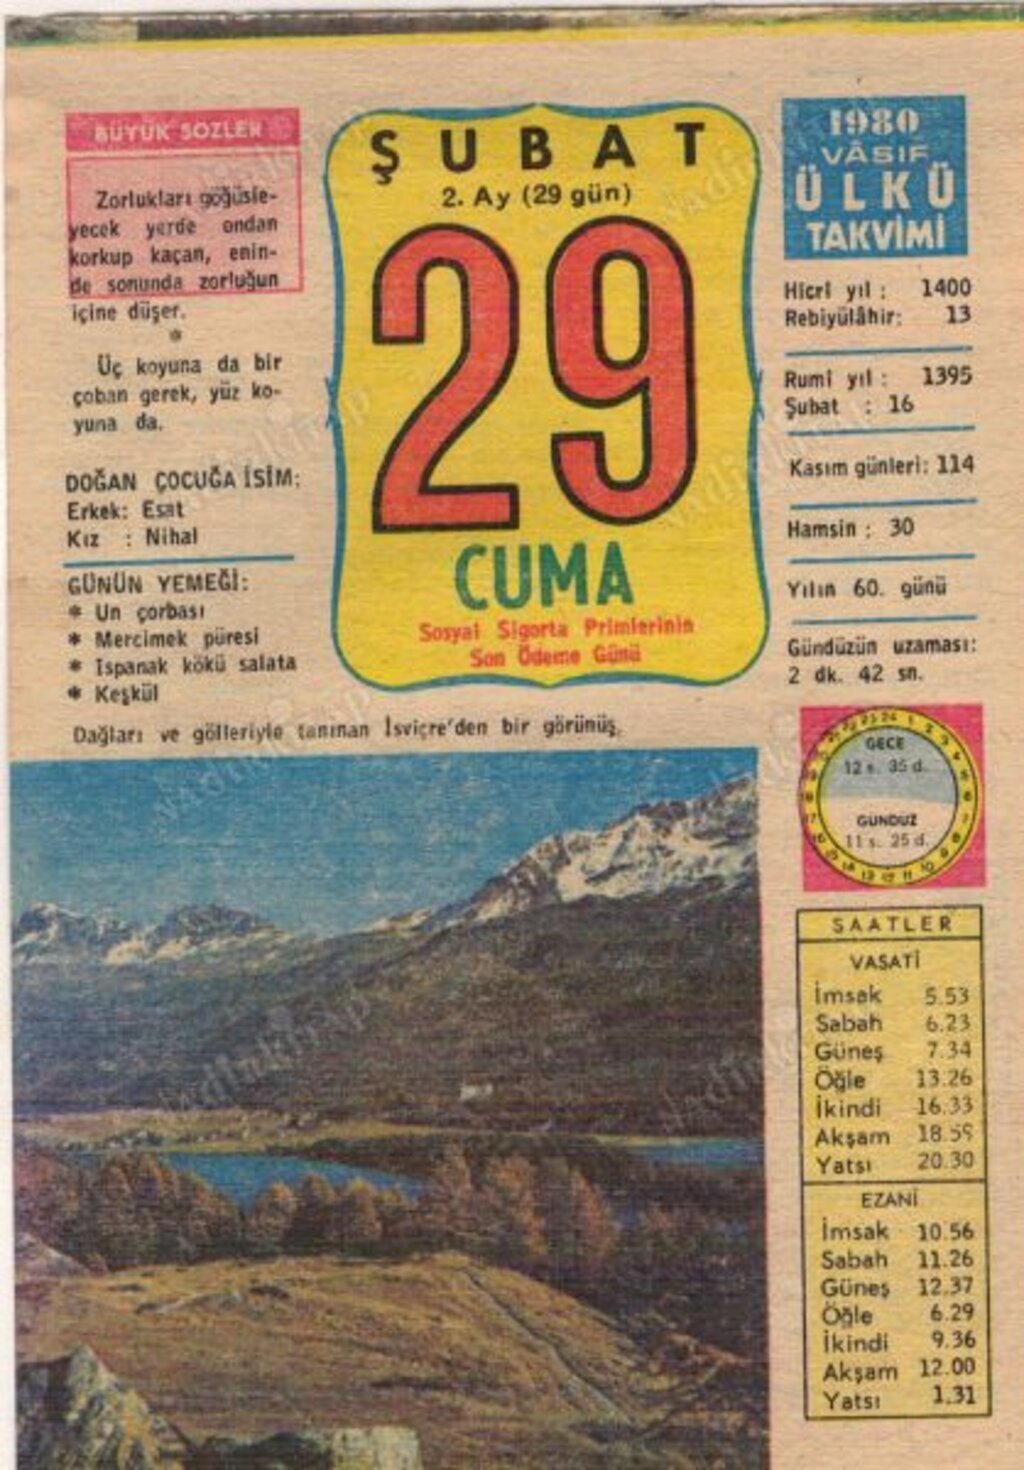 BÜYÜK SÖZLER
Zorlukları göğüsle-
yecek yerde ondan
korkup kaçan, enin-
de sonunda zorluğun
içine düşer.
*
Üç koyuna da bir
çoban gerek, yüz ko-
yuna da.
DOĞAN ÇOCUĞA İSİM:
Erkek: Esat
Kız : Nihal
GÜNÜN YEMEĞİ:
* Un çorbası
* Mercimek püresi
* Ispanak kökü salata
* Keşkül
ŞUBAT
2. Ay (29 gün)
29
CUMA
Sosyal Sigorta Primlerinin
Son Ödeme Günü
1980
VÂSIF
ÜLKÜ
TAKVİMİ
Hicri yıl : 1400
Rebiyülâhir: 13
Rumi yıl : 1395
Şubat : 16
Kasım günleri: 114
Hamsin : 30
Yılın 60. günü
Gündüzün uzaması:
2 dk. 42 sn.
Dağları ve gölleriyle tanınan İsviçre'den bir görünüş.
GECE
12 s. 35 d.
GÜNDÜZ
11 s. 25 d.
SAATLER
VASATİ
İmsak 5.53
Sabah 6.23
Güneş 7.34
Öğle 13.26
İkindi 16.33
Akşam 18.59
Yatsı 20.30
EZANİ
İmsak 10.56
Sabah 11.26
Güneş 12.37
Öğle 6.29
İkindi 9.36
Akşam 12.00
Yatsı 1.31